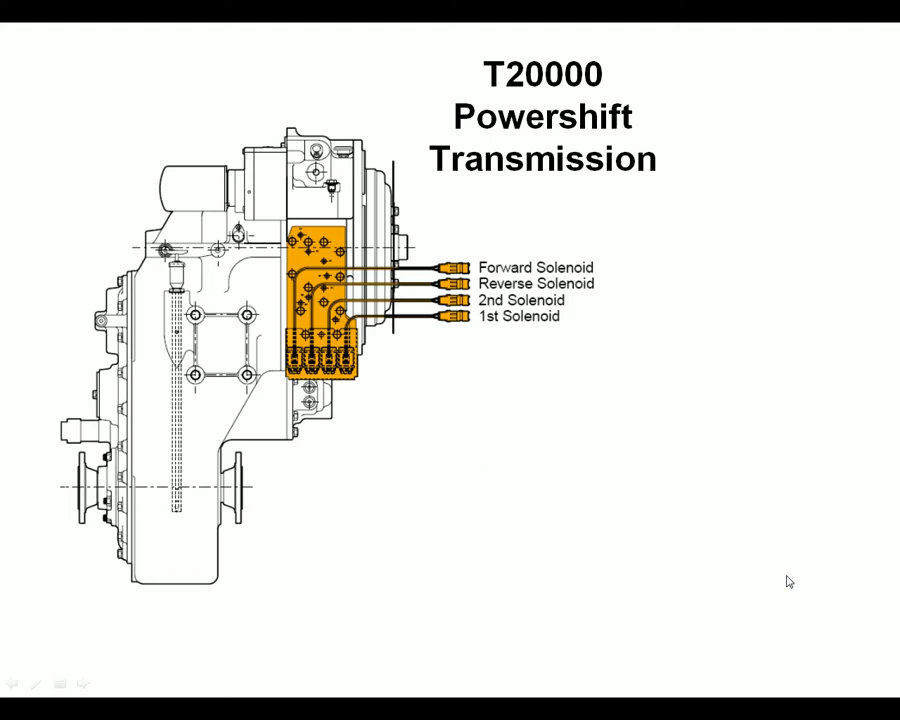 T20000
Powershift
Transmission
Forward Solenoid
Reverse Solenoid
2nd Solenoid
1st Solenoid